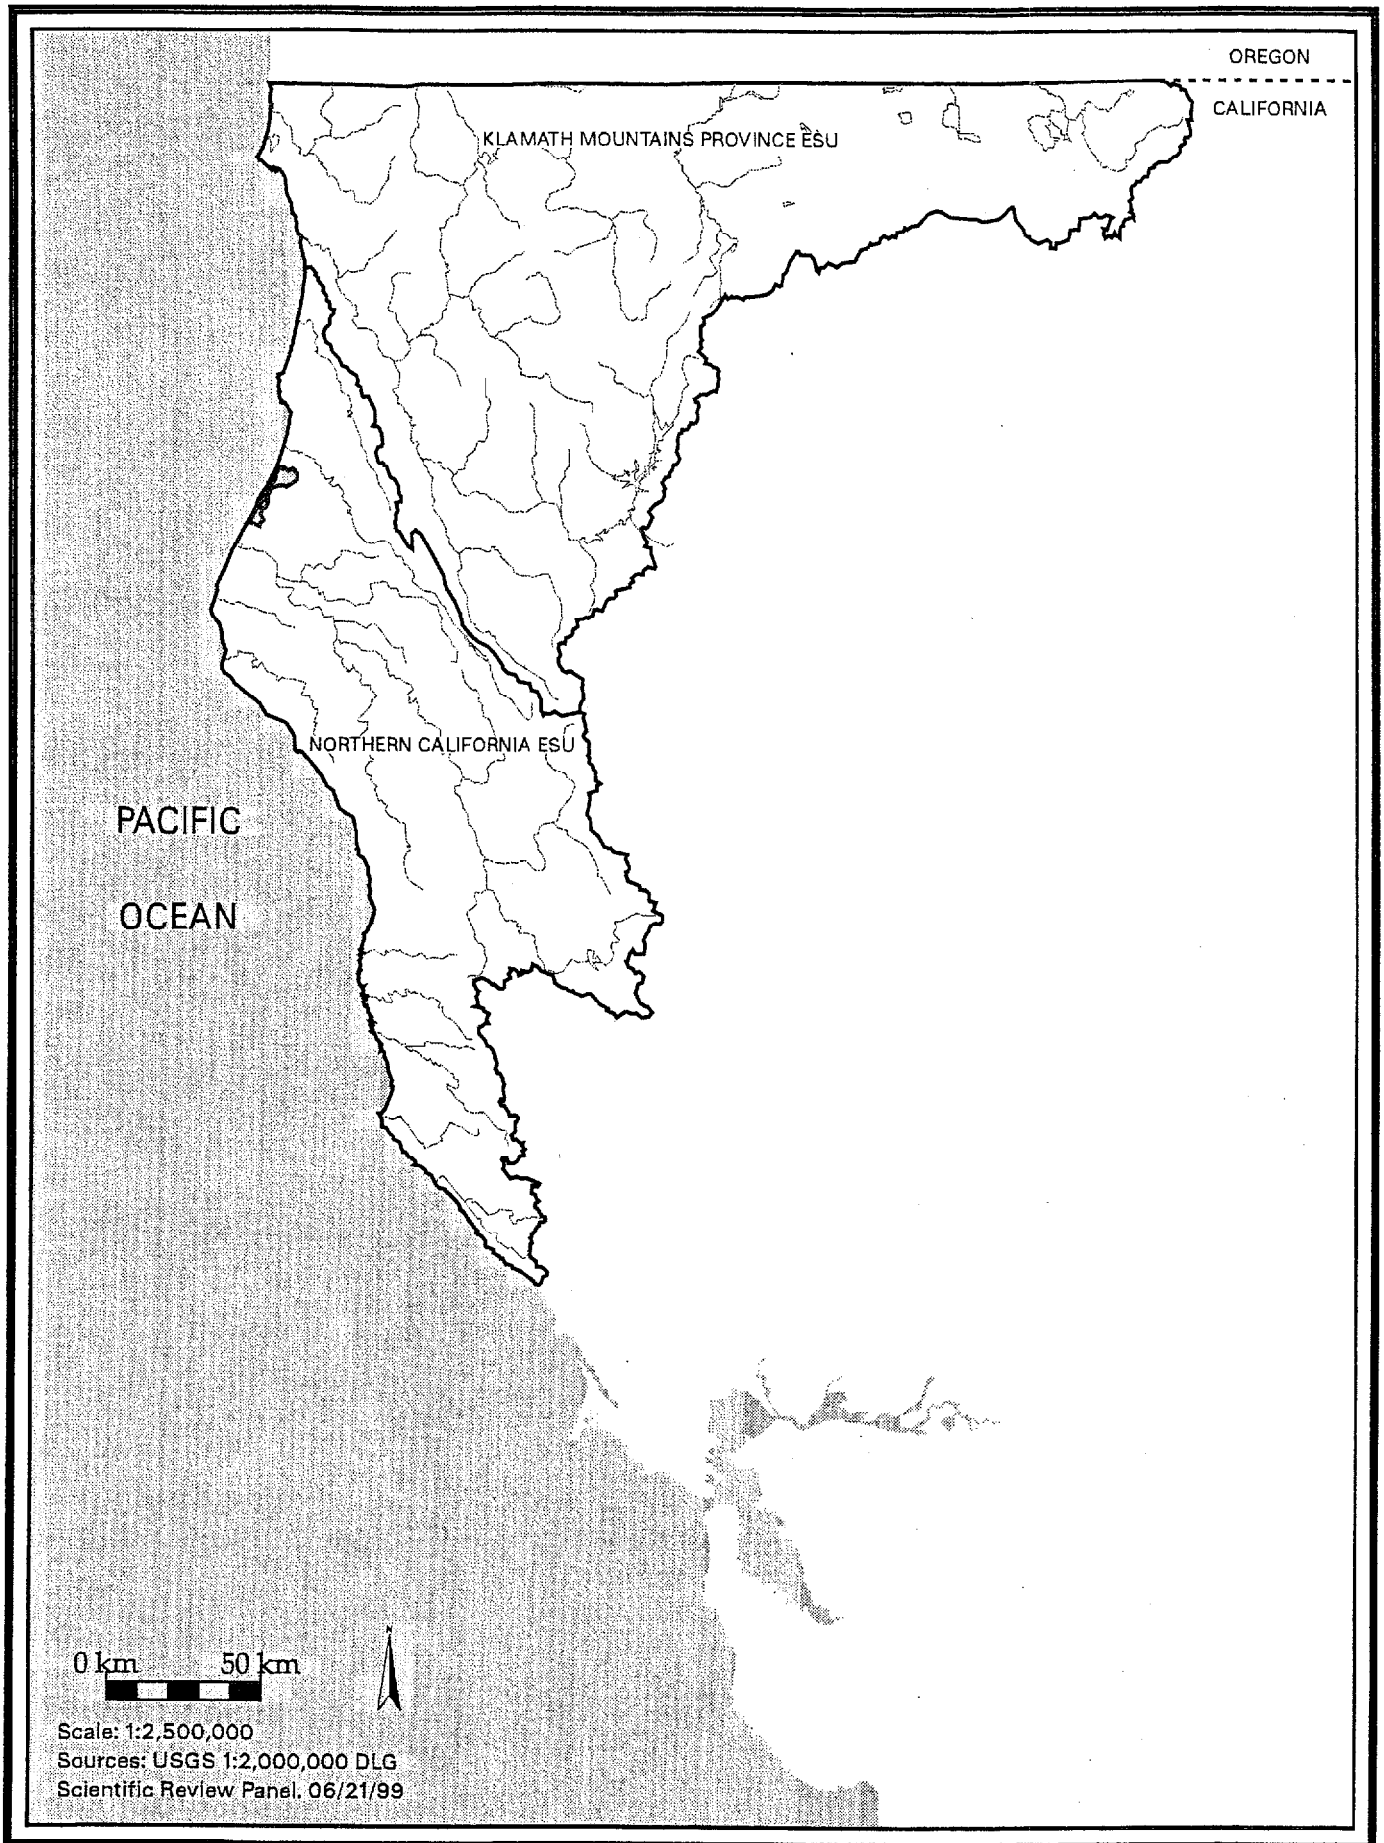 OREGON
CALIFORNIA
KLAMATH MOUNTAINS PROVINCE ESU
NORTHERN CALIFORNIA ESU
PACIFIC
OCEAN
N
0 km 50 km
Scale: 1:2,500,000
Sources: USGS 1:2,000,000 DLG
Scientific Review Panel. 06/21/99